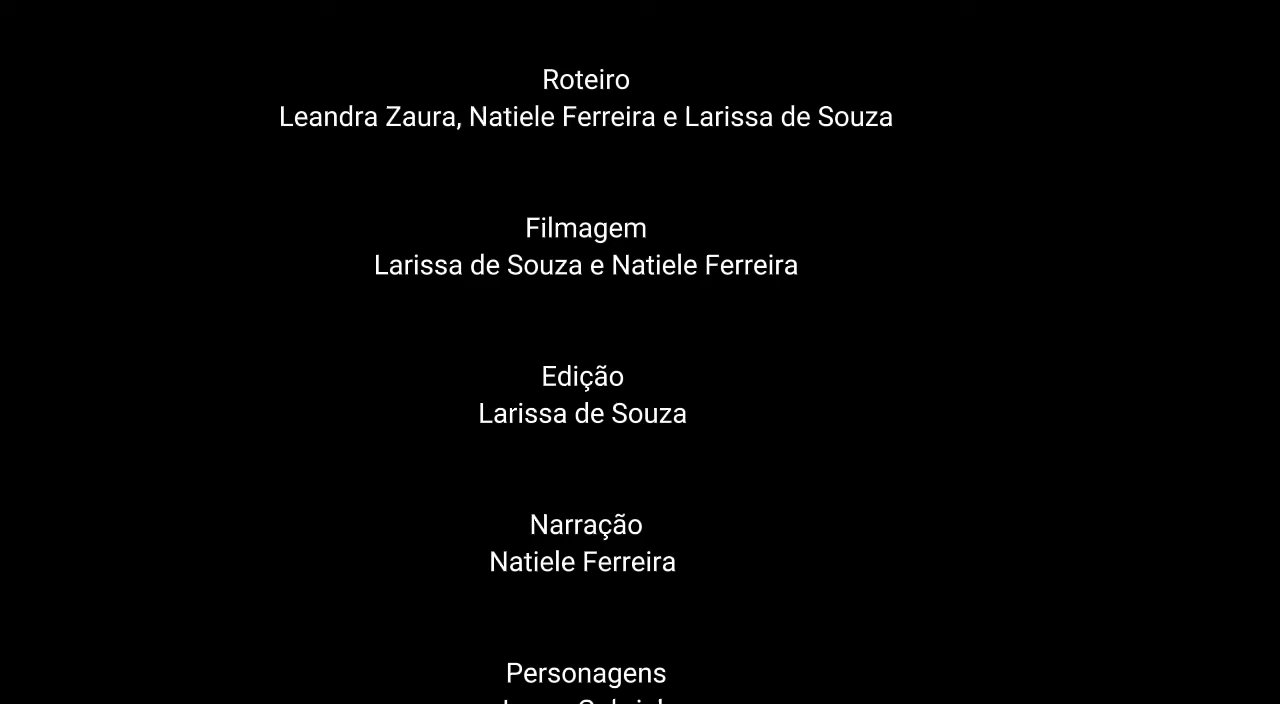 Roteiro
Leandra Zaura, Natiele Ferreira e Larissa de Souza
Filmagem
Larissa de Souza e Natiele Ferreira
Edição
Larissa de Souza
Narração
Natiele Ferreira
Personagens